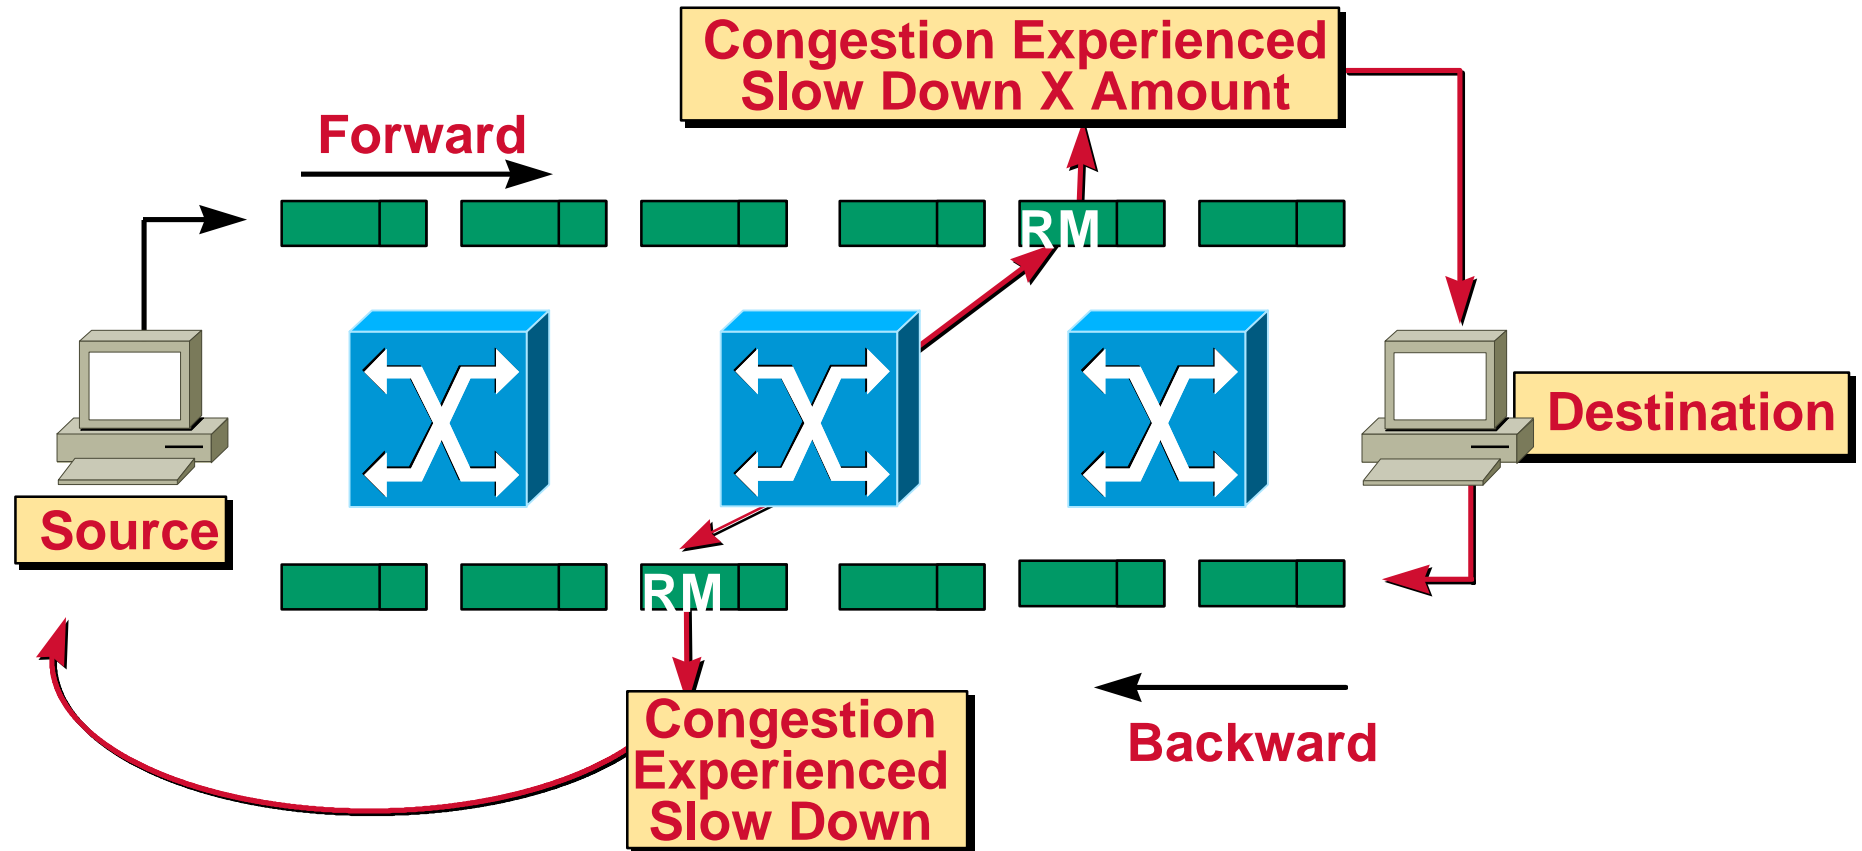 Congestion Experienced
Slow Down X Amount
Forward
RM
Destination
Source
RM
Congestion
Experienced
Slow Down
Backward